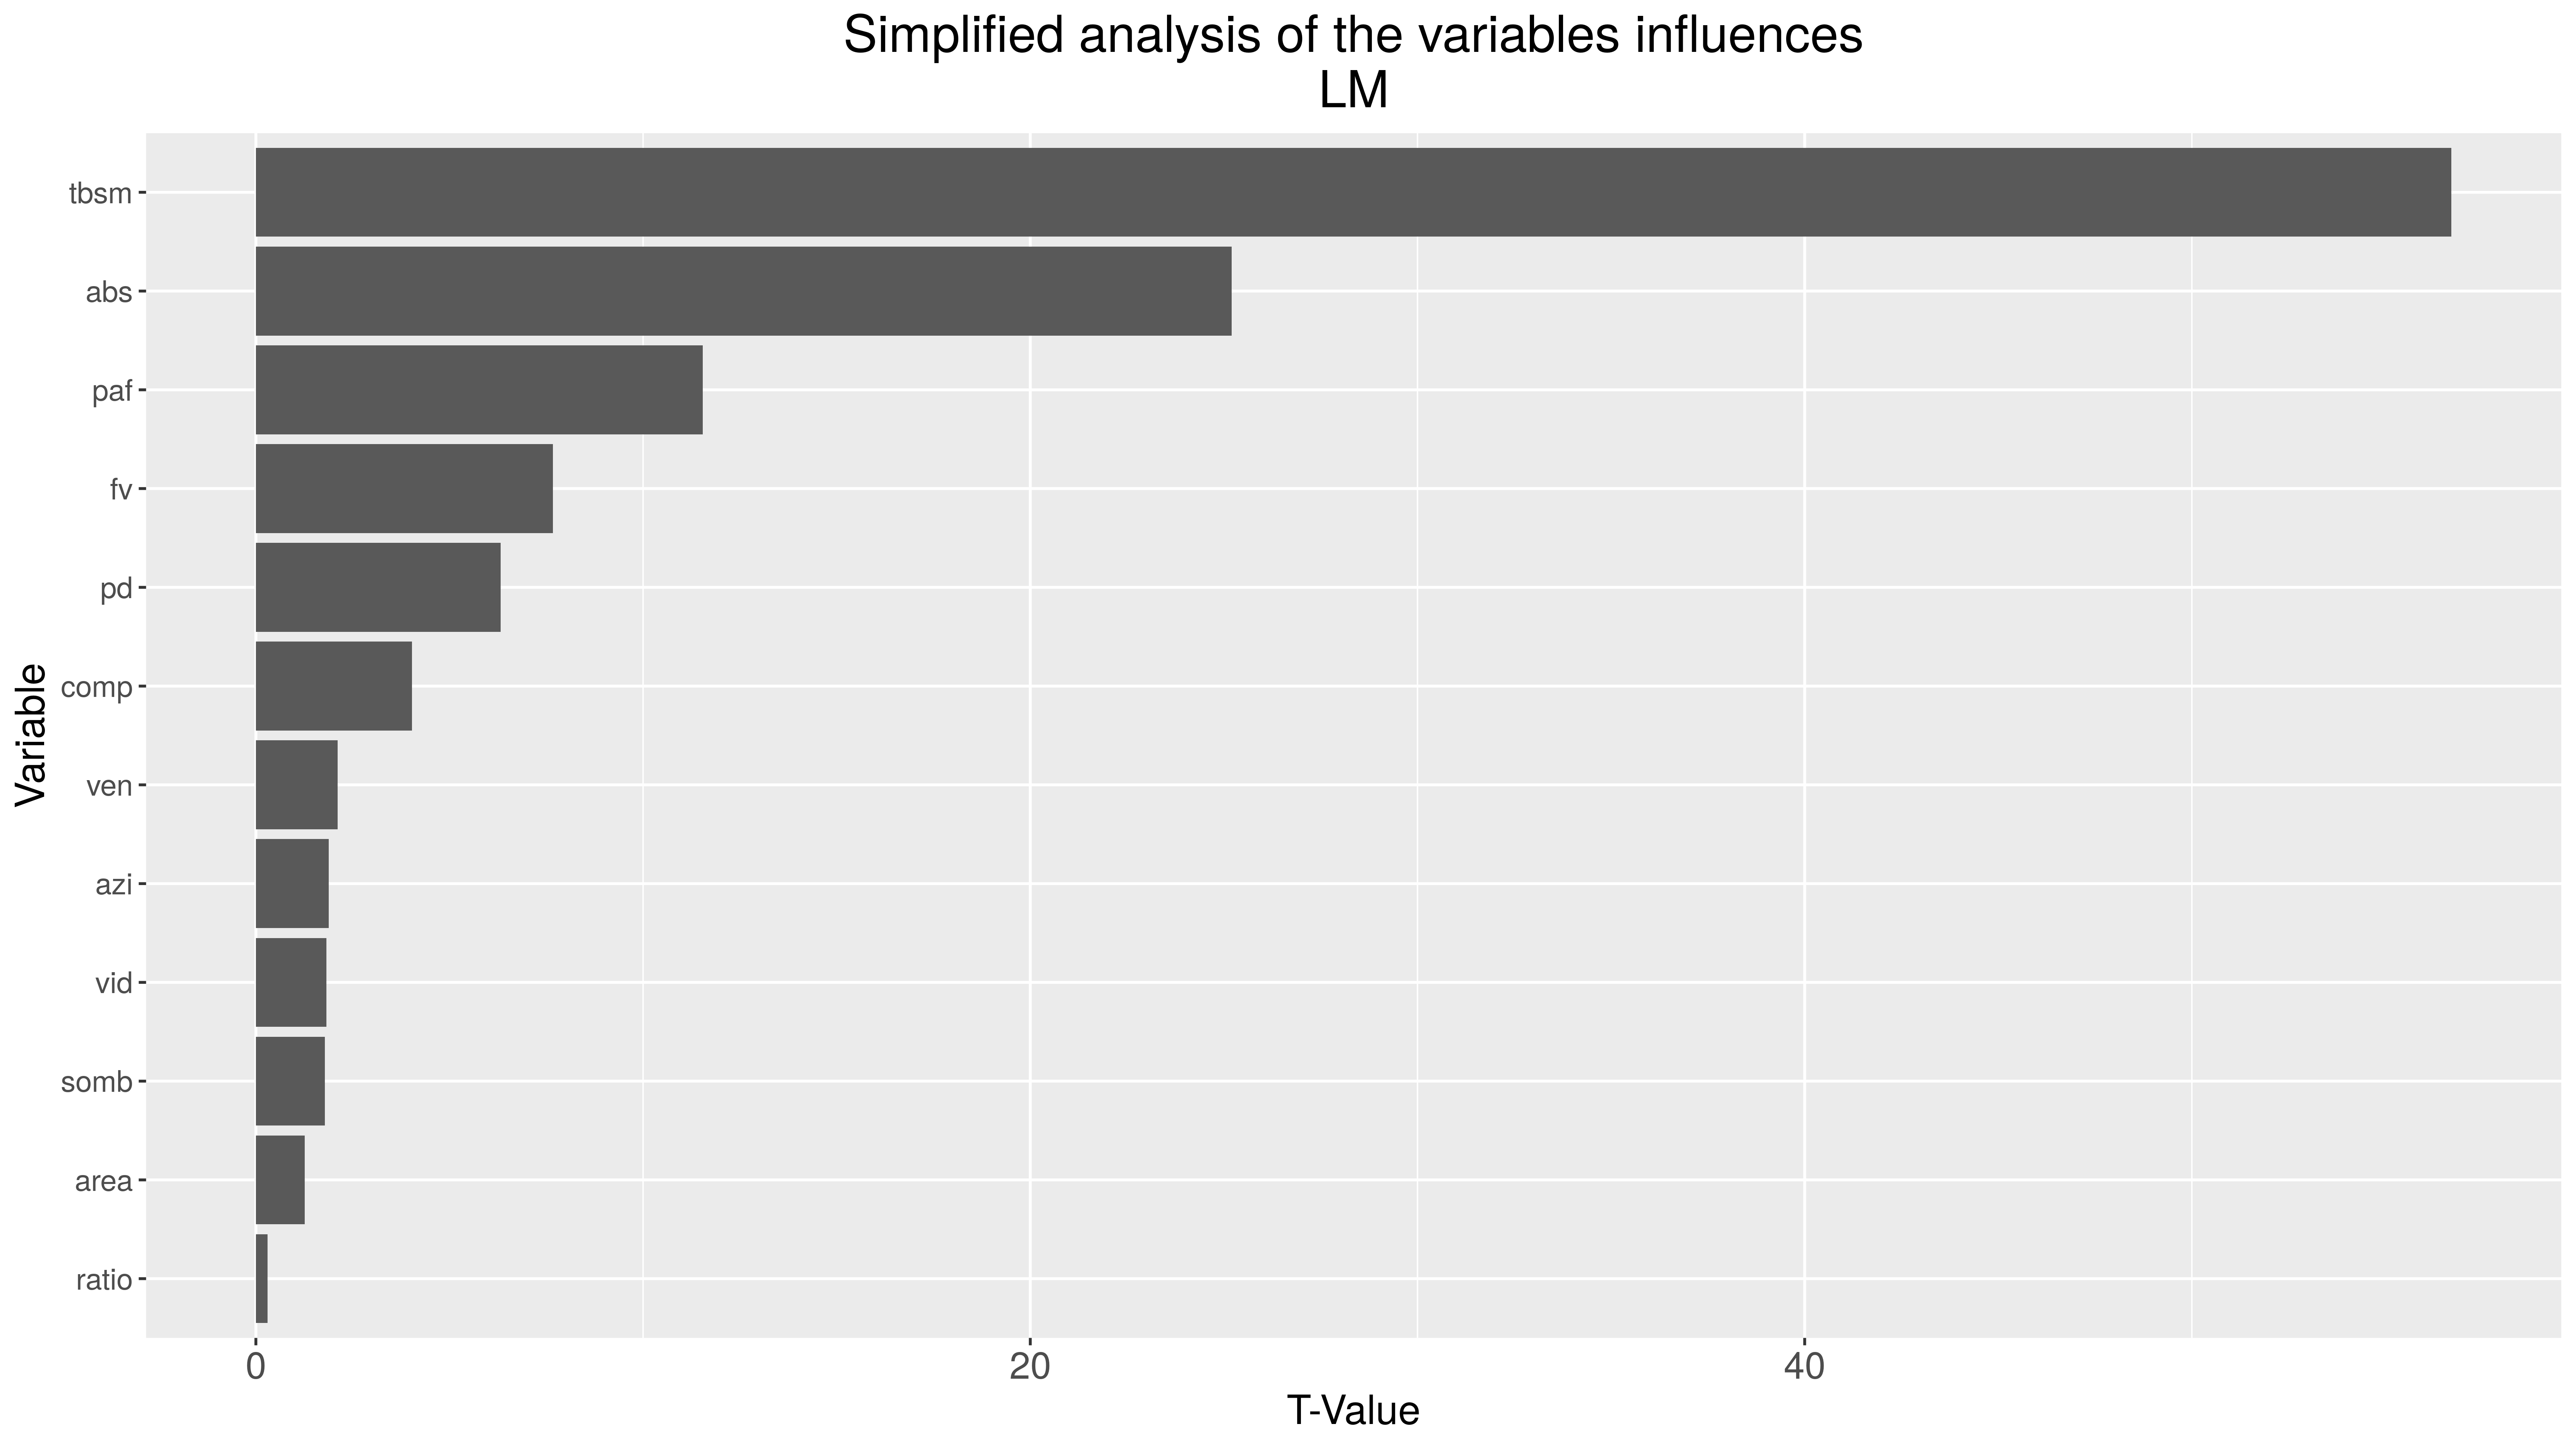 Simplified analysis of the variables influences
LM
Variable
tbsm
abs
paf
fv
pd
comp
ven
azi
vid
somb
area
ratio
0 20 40
T-Value